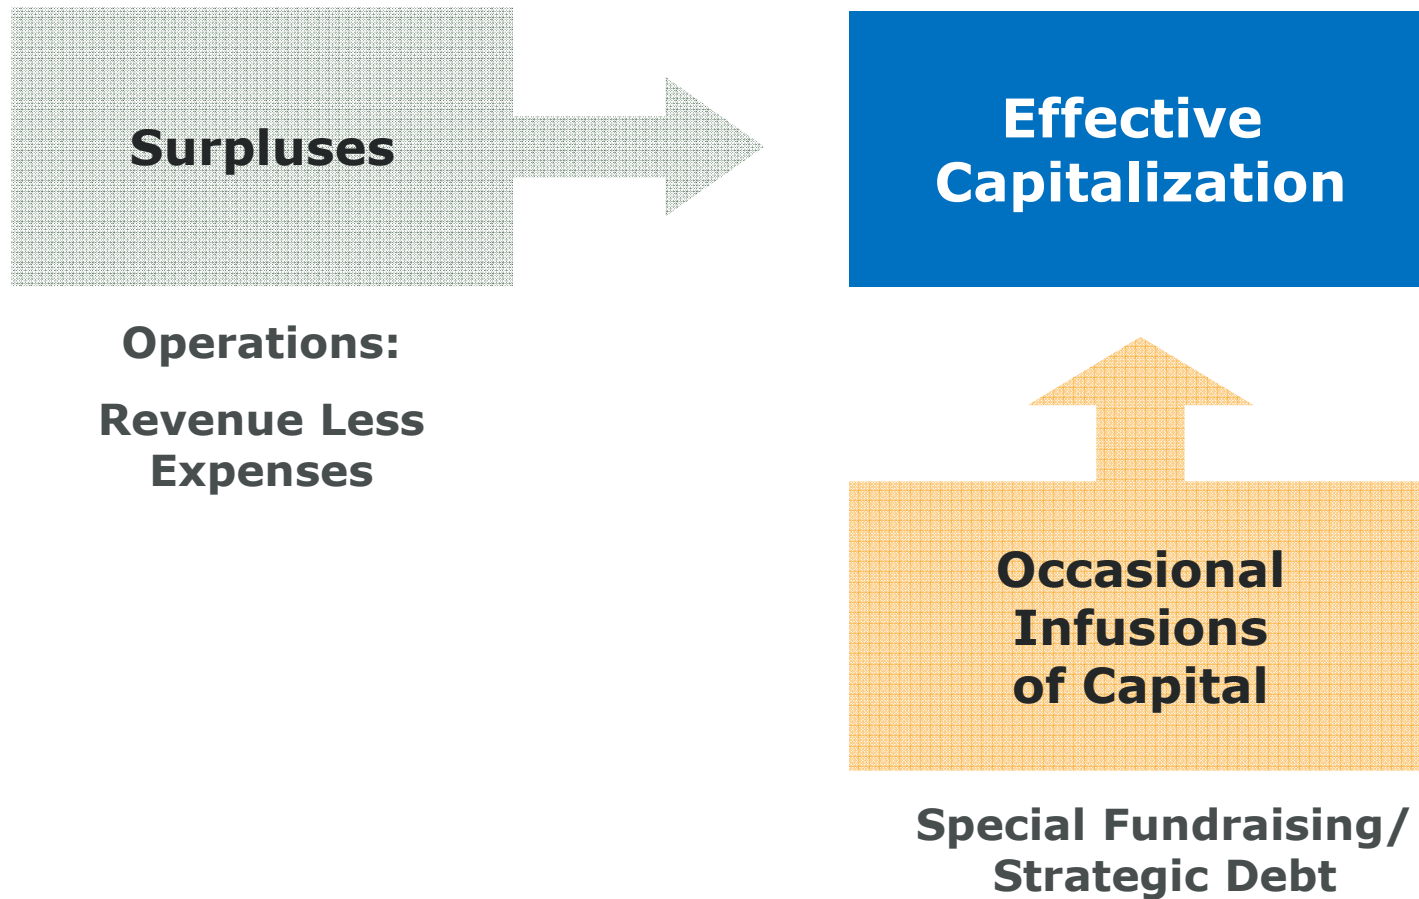 Surpluses
Effective
Capitalization
Operations:
Revenue Less
Expenses
Occasional
Infusions
of Capital
Special Fundraising/
Strategic Debt